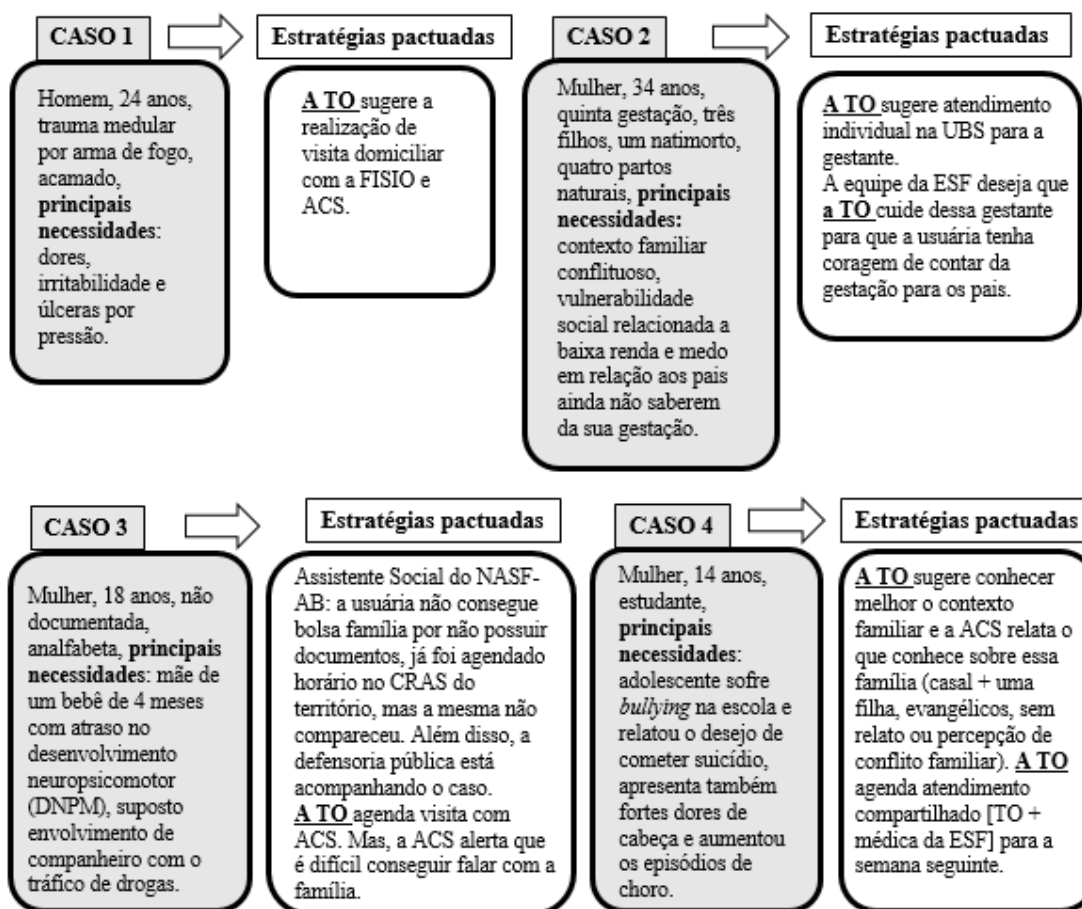 CASO 1
Estratégias pactuadas
Homem, 24 anos,
trauma medular
por arma de fogo,
acamado,
principais
necessidades:
dores,
irritabilidade e
úlceras por
pressão.
A TO sugere a
realização de
visita domiciliar
com a FISIO e
ACS.
CASO 2
Estratégias pactuadas
Mulher, 34 anos,
quinta gestação, três
filhos, um natimorto,
quatro partos
naturais, principais
necessidades:
contexto familiar
conflituoso,
vulnerabilidade
social relacionada a
baixa renda e medo
em relação aos pais
ainda não saberem
da sua gestação.
A TO sugere atendimento
individual na UBS para a
gestante.
A equipe da ESF deseja que
a TO cuide dessa gestante
para que a usuária tenha
coragem de contar da
gestação para os pais.
CASO 3
Estratégias pactuadas
Mulher, 18 anos, não
documentada,
analfabeta, principais
necessidades: mãe de
um bebê de 4 meses
com atraso no
desenvolvimento
neuropsicomotor
(DNPM), suposto
envolvimento de
companheiro com o
tráfico de drogas.
Assistente Social do NASF-
AB: a usuária não consegue
bolsa família por não possuir
documentos, já foi agendado
horário no CRAS do
território, mas a mesma não
compareceu. Além disso, a
defensoria pública está
acompanhando o caso.
A TO agenda visita com
ACS. Mas, a ACS alerta que
é difícil conseguir falar com a
família.
CASO 4
Estratégias pactuadas
Mulher, 14 anos,
estudante,
principais
necessidades:
adolescente sofre
bullying na escola e
relatou o desejo de
cometer suicídio,
apresenta também
fortes dores de
cabeça e aumentou
os episódios de
choro.
A TO sugere conhecer
melhor o contexto
familiar e a ACS relata o
que conhece sobre essa
família (casal + uma
filha, evangélicos, sem
relato ou percepção de
conflito familiar). A TO
agenda atendimento
compartilhado [TO +
médica da ESF] para a
semana seguinte.